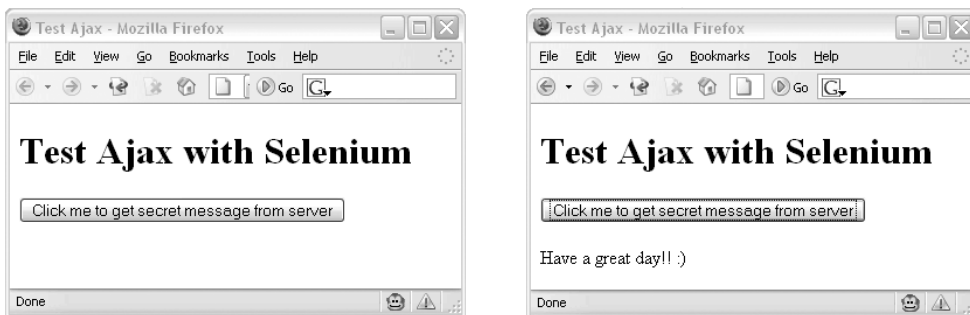 Test Ajax - Mozilla Firefox
File Edit View Go Bookmarks Tools Help
Go G
Test Ajax with Selenium
Click me to get secret message from server
Done
Test Ajax - Mozilla Firefox
File Edit View Go Bookmarks Tools Help
Go G
Test Ajax with Selenium
Click me to get secret message from server
Have a great day!! :)
Done